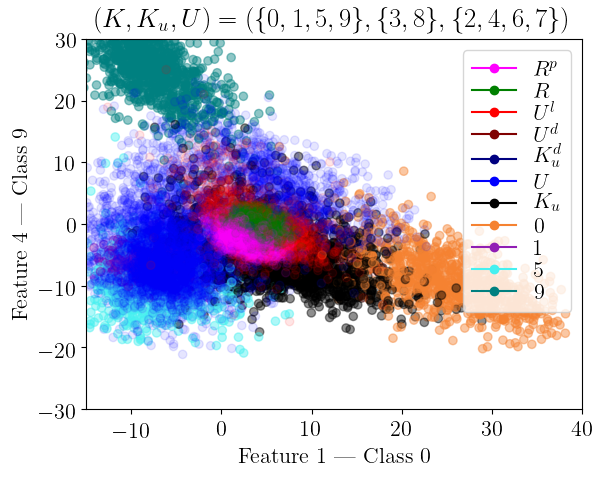 (K, K_u, U) = ({0, 1, 5, 9}, {3, 8}, {2, 4, 6, 7})
30
20
10
0
−10
−20
−30
Feature 4 — Class 9
R^p
R
U^l
U^d
K_u^d
U
K_u
0
1
5
9
−10
0
10
20
30
40
Feature 1 — Class 0